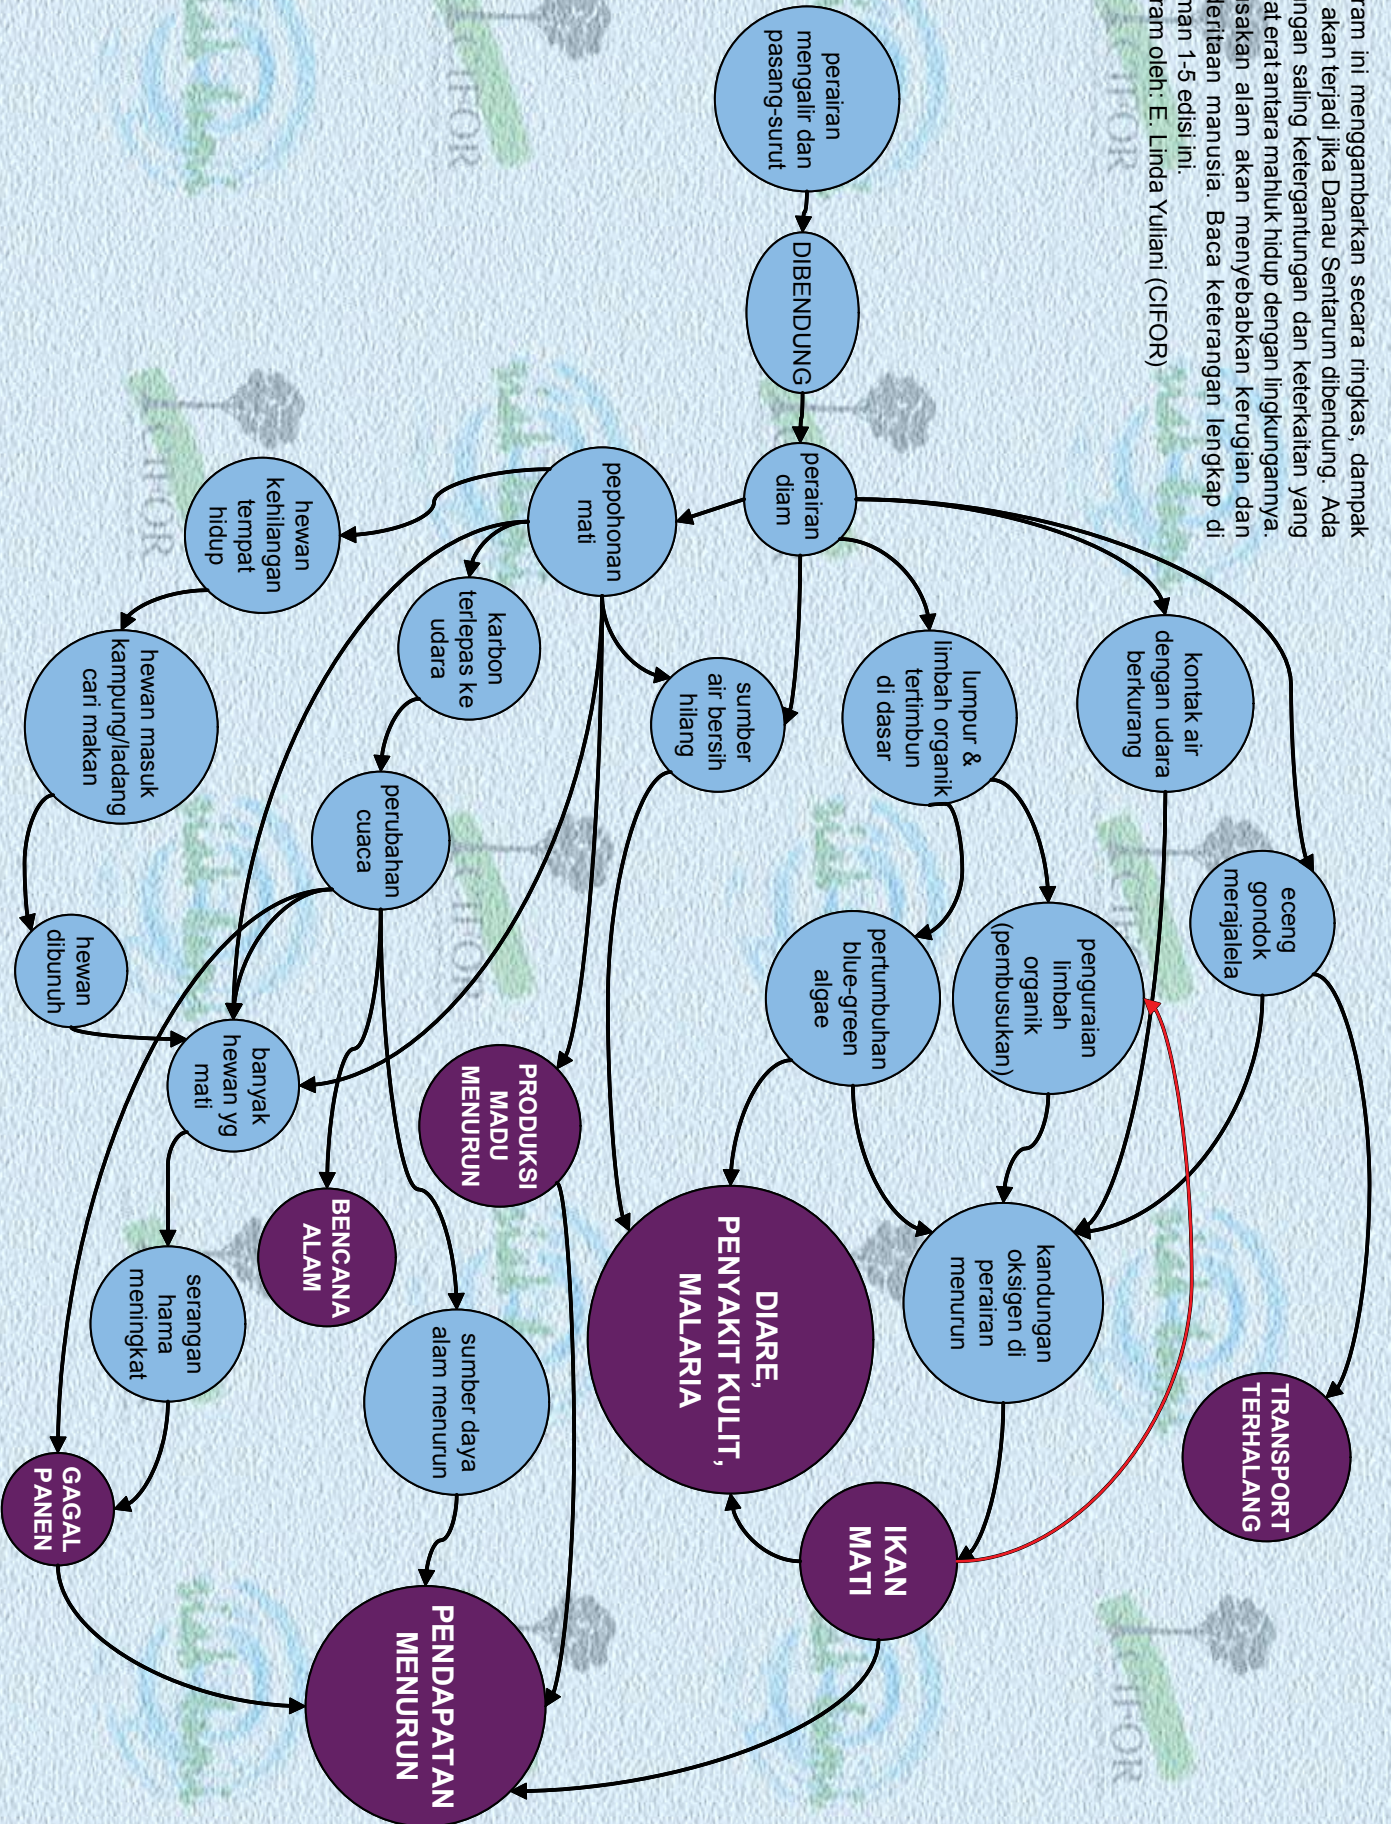 ram ini menggambarkan secara ringkas, dampak
akan terjadi jika Danau Sentarum dibendung. Ada
ngan saling ketergantungan dan keterkaitan yang
at erat antara mahluk hidup dengan lingkungannya.
usakan alam akan menyebabkan kerugian dan
deritaan manusia. Baca keterangan lengkap di
man 1-5 edisi ini.
ram oleh: E. Linda Yuliani (CIFOR)
perairan
mengalir dan
pasang-surut
DIBENDUNG
perairan
diam
eceng
gondok
merajalela
kontak air
dengan udara
berkurang
lumpur &
limbah organik
tertimbun
di dasar
penguraian
limbah
organik
(pembusukan)
pertumbuhan
blue-green
algae
kandungan
oksigen di
perairan
menurun
TRANSPORT
TERHALANG
IKAN
MATI
sumber
air bersih
hilang
DIARE,
PENYAKIT KULIT,
MALARIA
pepohonan
mati
karbon
terlepas ke
udara
perubahan
cuaca
PRODUKSI
MADU
MENURUN
BENCANA
ALAM
sumber daya
alam menurun
PENDAPATAN
MENURUN
hewan
kehilangan
tempat
hidup
hewan masuk
kampung/ladang
cari makan
hewan
dibunuh
banyak
hewan yg
mati
serangan
hama
meningkat
GAGAL
PANEN
CIFOR
CIFOR
CIFOR
CIFOR
CIFOR
CIFOR